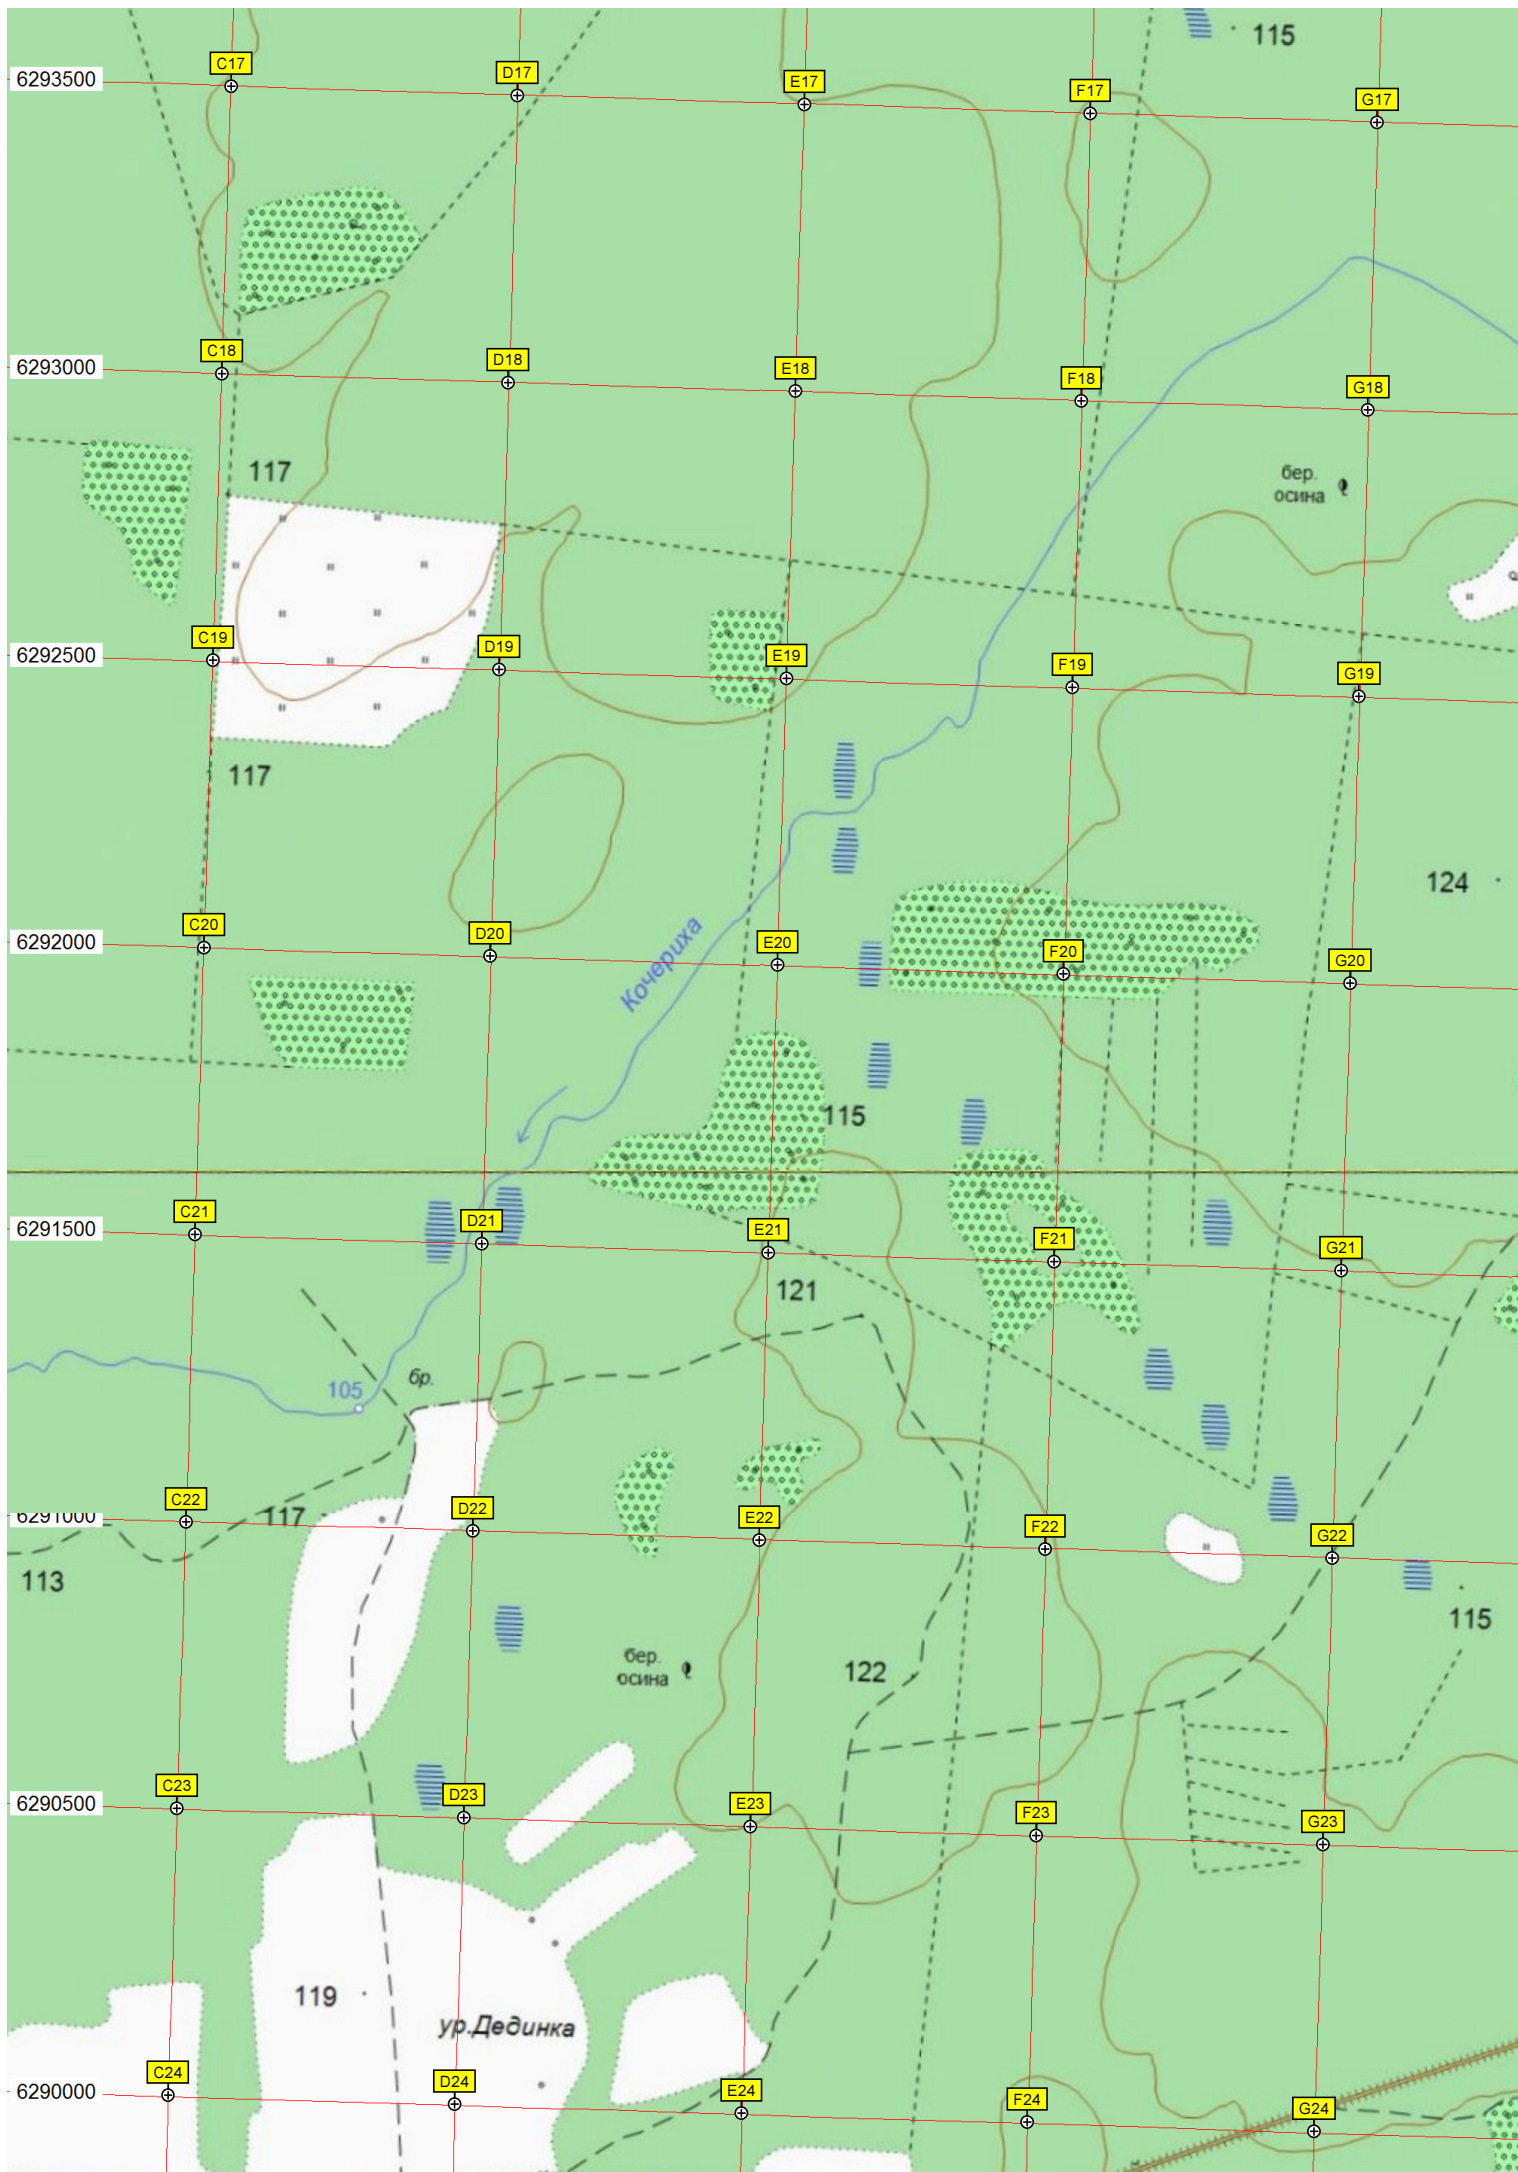 115
C17
D17
E17
F17
G17
6293500
C18
D18
E18
F18
G18
6293000
117
бер.
осина
C19
D19
E19
F19
G19
6292500
117
124
C20
D20
E20
F20
G20
6292000
Кочериха
115
C21
D21
E21
F21
G21
6291500
121
105
бр.
C22
117
D22
E22
F22
G22
6291000
113
115
бер.
осина
122
C23
D23
E23
F23
G23
6290500
119
ур.Дединка
C24
D24
E24
F24
G24
6290000